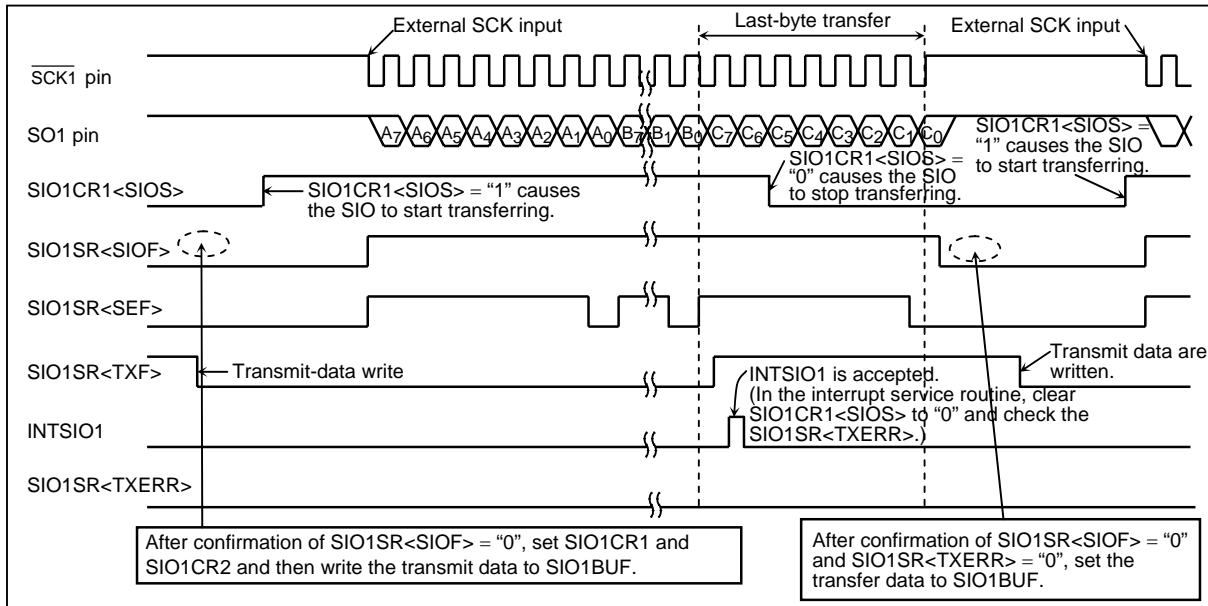 External SCK input
Last-byte transfer
External SCK input
SCK1 pin
SO1 pin
A7 A6 A5 A4 A3 A2 A1 A0 B7 B1 B0 C7 C6 C5 C4 C3 C2 C1 C0
SIO1CR1<SIOS> =
"1" causes the SIO
to start transferring.
SIO1CR1<SIOS> =
"0" causes the SIO
to stop transferring.
SIO1CR1<SIOS>
SIO1CR1<SIOS> = "1" causes
the SIO to start transferring.
SIO1SR<SIOF>
SIO1SR<SEF>
SIO1SR<TXF>
Transmit-data write
Transmit data are
written.
INTSIO1 is accepted.
(In the interrupt service routine, clear
SIO1CR1<SIOS> to "0" and check the
SIO1SR<TXERR>.)
INTSIO1
SIO1SR<TXERR>
After confirmation of SIO1SR<SIOF> = "0", set SIO1CR1 and
SIO1CR2 and then write the transmit data to SIO1BUF.
After confirmation of SIO1SR<SIOF> = "0"
and SIO1SR<TXERR> = "0", set the
transfer data to SIO1BUF.